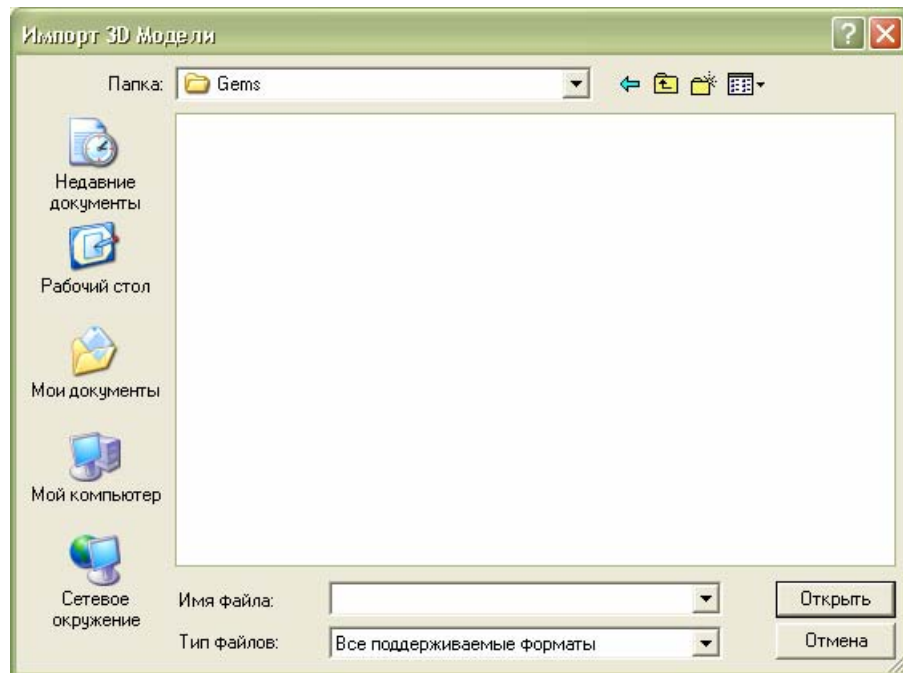 Импорт 3D Модели
Папка: Gems
Недавние
документы
Рабочий стол
Мои документы
Мой компьютер
Сетевое
окружение
Имя файла:
Открыть
Тип файлов: Все поддерживаемые форматы
Отмена